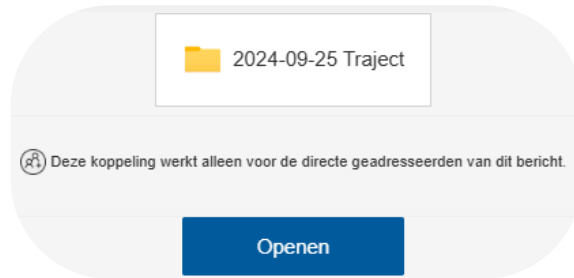 2024-09-25 Traject
Deze koppeling werkt alleen voor de directe geadresseerden van dit bericht.
Openen